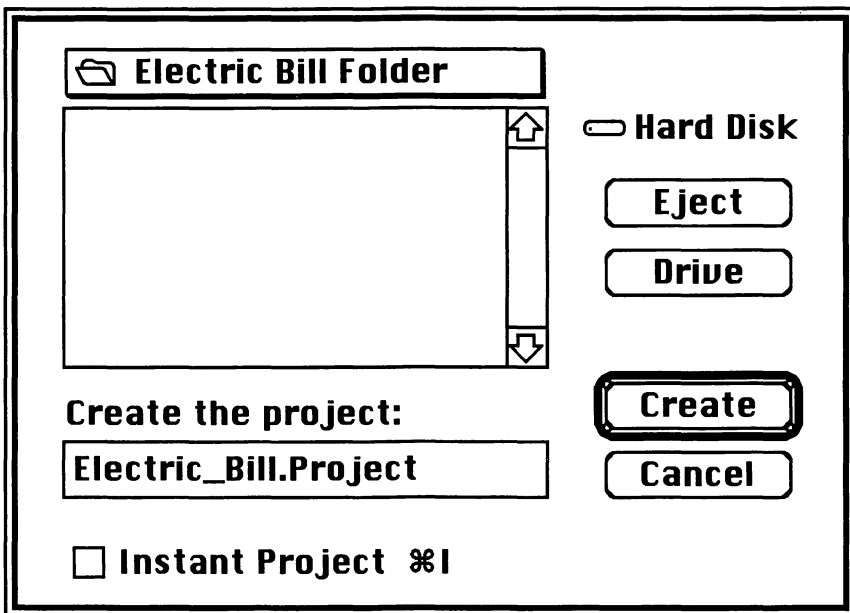 Electric Bill Folder
Hard Disk
Eject
Drive
Create the project:
Create
Electric_Bill.Project
Cancel
Instant Project ⌘I